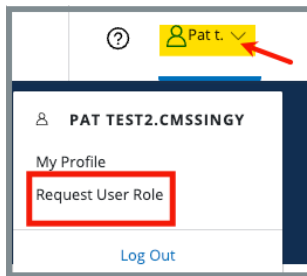 Pat t.
PAT TEST2.CMSSINGY
My Profile
Request User Role
Log Out